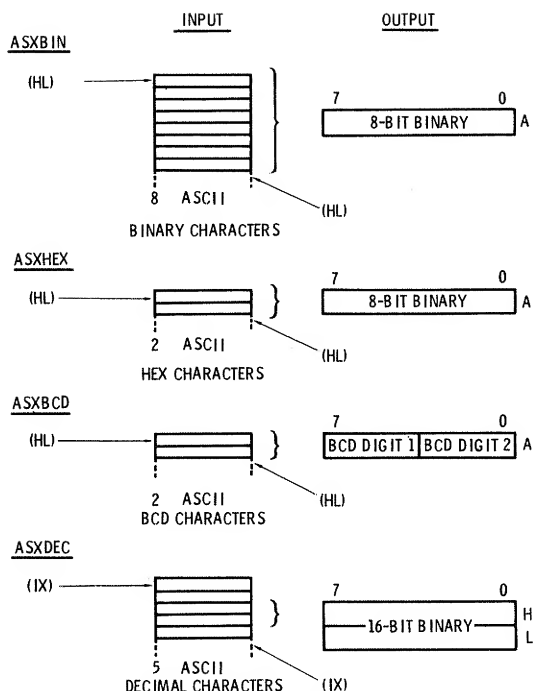 INPUT OUTPUT
ASXBIN
(HL)
7 0
8-BIT BINARY A
(HL)
8 ASCII
BINARY CHARACTERS
ASXHEX
(HL)
7 0
8-BIT BINARY A
(HL)
2 ASCII
HEX CHARACTERS
ASXBCD
(HL)
7 0
BCD DIGIT 1 BCD DIGIT 2 A
(HL)
2 ASCII
BCD CHARACTERS
ASXDEC
(IX)
7 0
H
16-BIT BINARY
L
5 ASCII
DECIMAL CHARACTERS (IX)